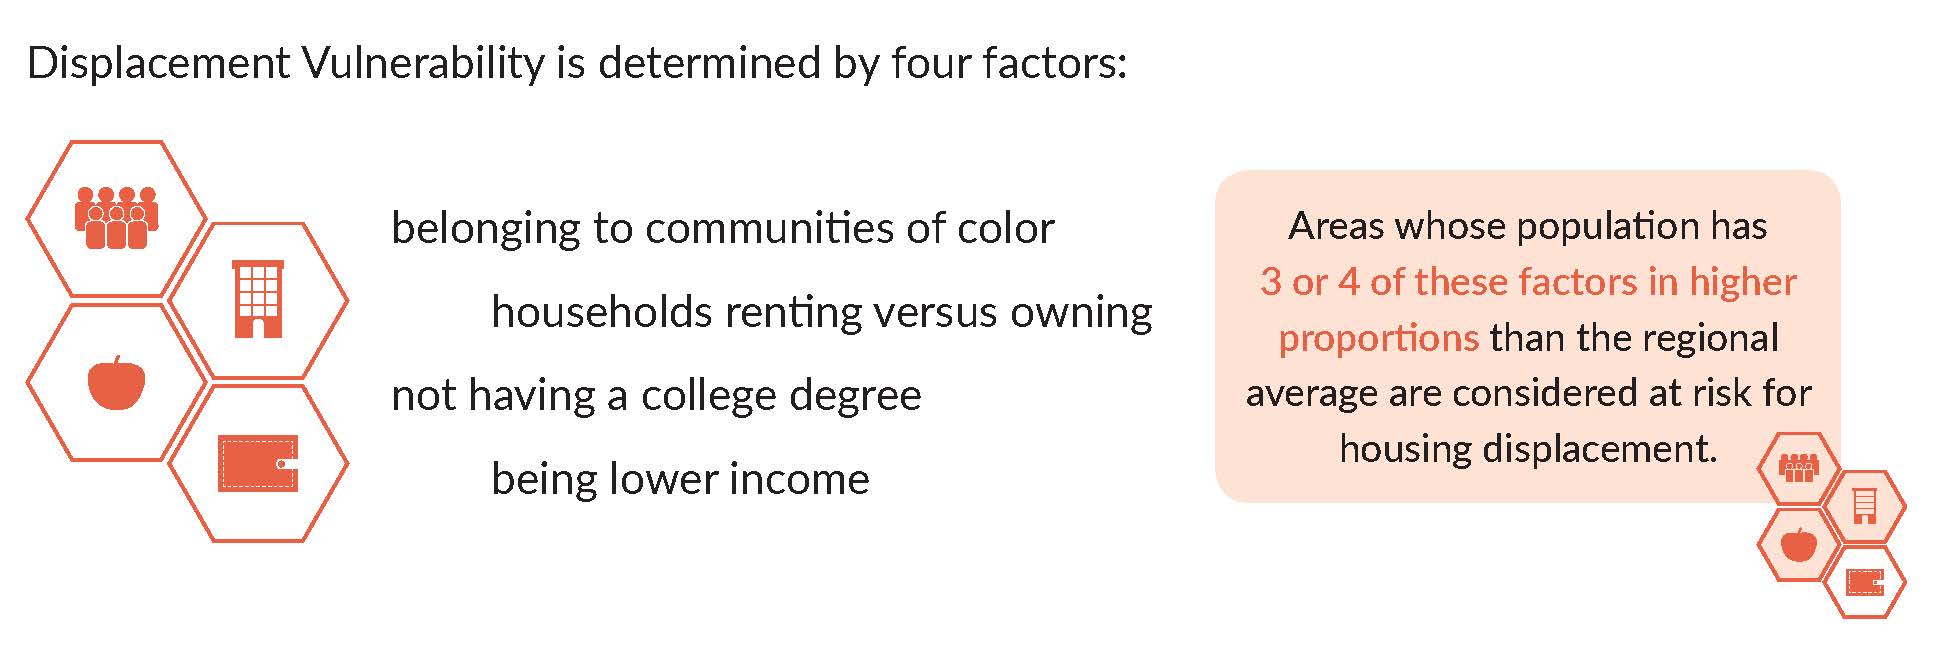 Displacement Vulnerability is determined by four factors:
belonging to communities of color
households renting versus owning
not having a college degree
being lower income
Areas whose population has
3 or 4 of these factors in higher
proportions than the regional
average are considered at risk for
housing displacement.